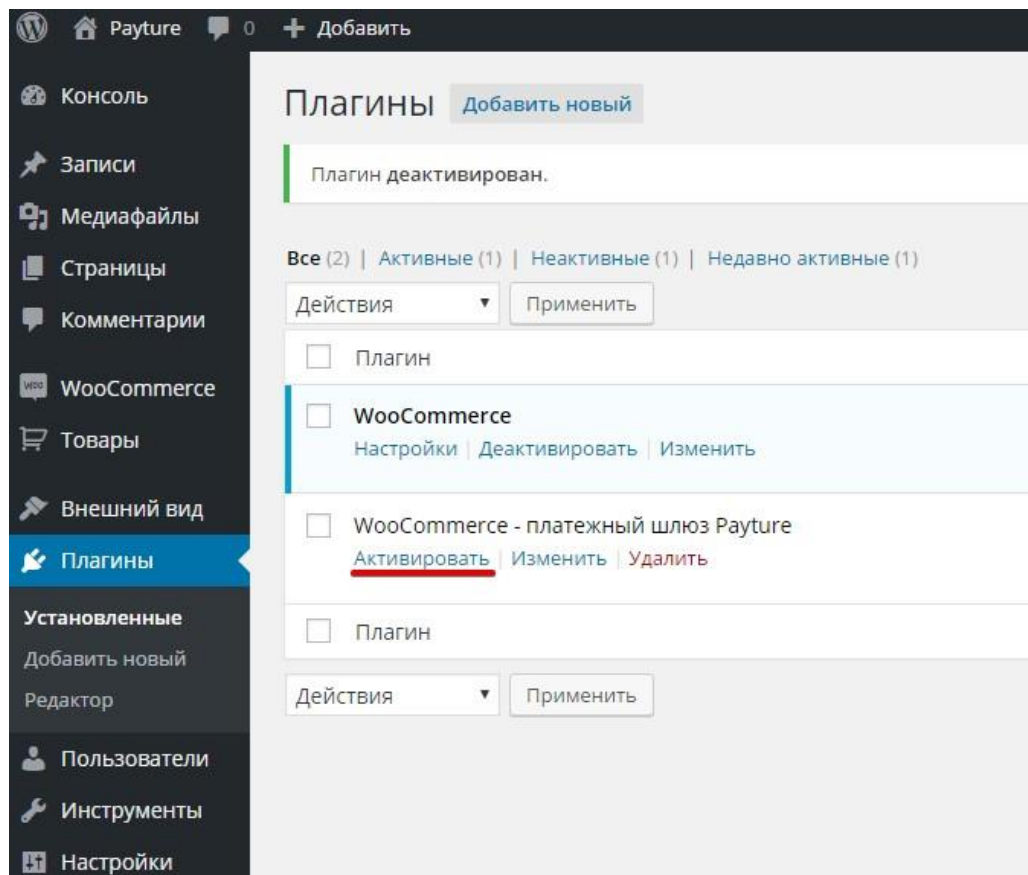 Payture 0 Добавить
Консоль
Записи
Медиафайлы
Страницы
Комментарии
WooCommerce
Товары
Внешний вид
Плагины
Установленные
Добавить новый
Редактор
Пользователи
Инструменты
Настройки
Плагины Добавить новый
Плагин деактивирован.
Все (2) | Активные (1) | Неактивные (1) | Недавно активные (1)
Действия Применить
Плагин
WooCommerce
Настройки | Деактивировать | Изменить
WooCommerce - платежный шлюз Payture
Активировать | Изменить | Удалить
Плагин
Действия Применить